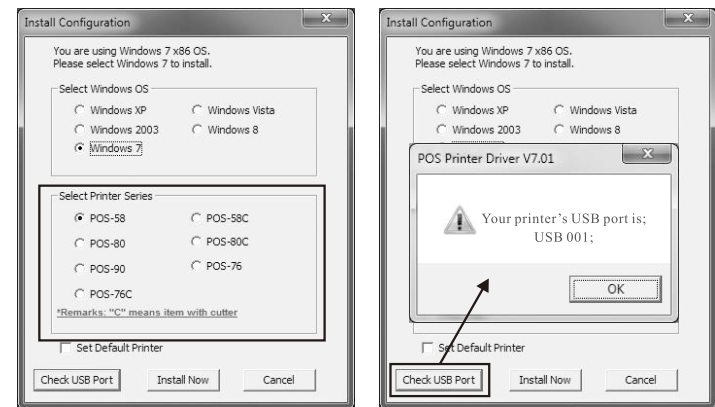 Install Configuration
You are using Windows 7 x86 OS.
Please select Windows 7 to install.
Select Windows OS
Windows XP Windows Vista
Windows 2003 Windows 8
Windows 7
Select Printer Series
POS-58 POS-58C
POS-80 POS-80C
POS-90 POS-76
POS-76C
*Remarks: "C" means item with cutter
Set Default Printer
Check USB Port Install Now Cancel
Install Configuration
You are using Windows 7 x86 OS.
Please select Windows 7 to install.
Select Windows OS
Windows XP Windows Vista
Windows 2003 Windows 8
POS Printer Driver V7.01
Your printer's USB port is;
USB 001;
OK
Set Default Printer
Check USB Port Install Now Cancel